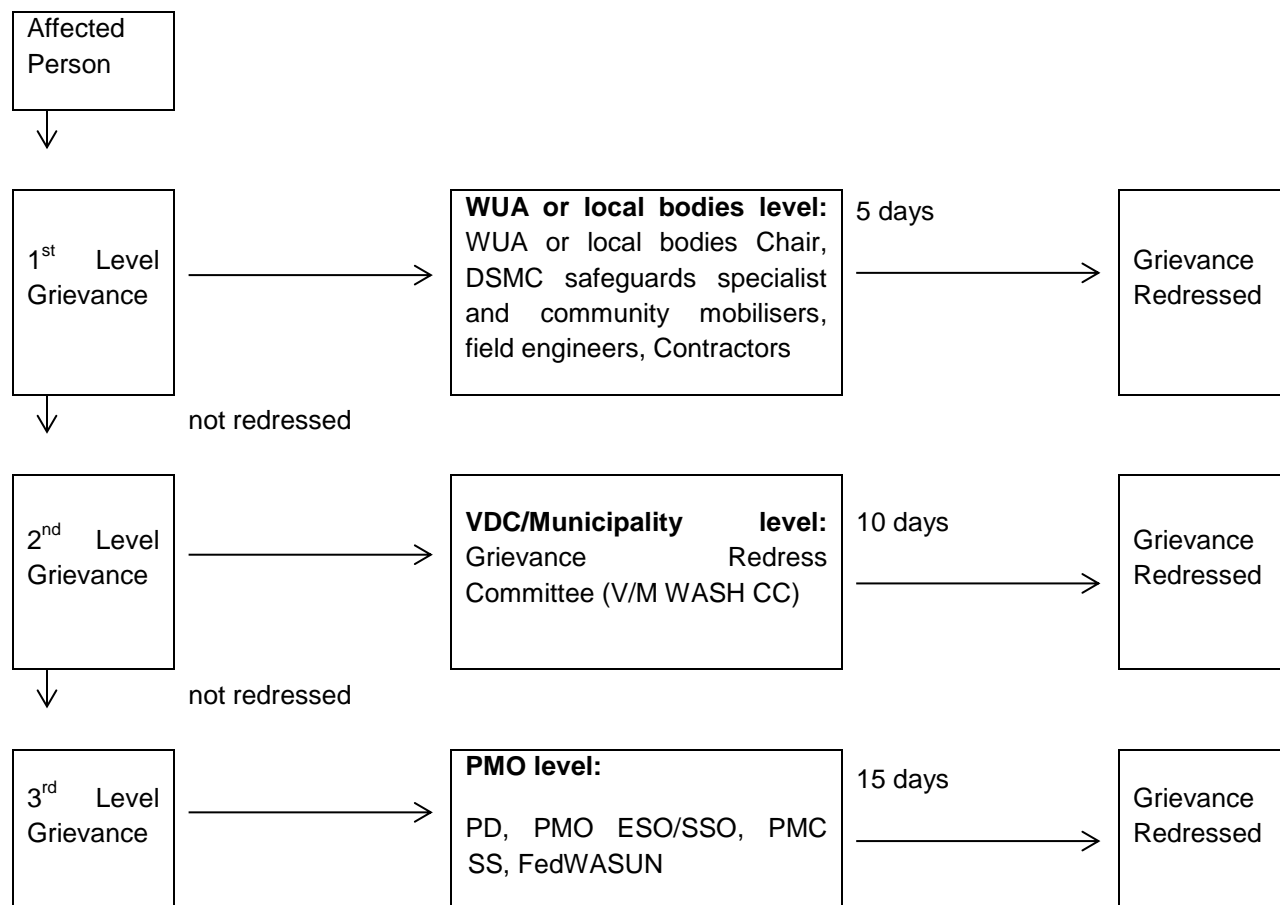 Affected
Person
1st Level
Grievance
WUA or local bodies level:
WUA or local bodies Chair,
DSMC safeguards specialist
and community mobilisers,
field engineers, Contractors
5 days
Grievance
Redressed
not redressed
2nd Level
Grievance
VDC/Municipality level:
Grievance Redress
Committee (V/M WASH CC)
10 days
Grievance
Redressed
not redressed
3rd Level
Grievance
PMO level:
PD, PMO ESO/SSO, PMC
SS, FedWASUN
15 days
Grievance
Redressed